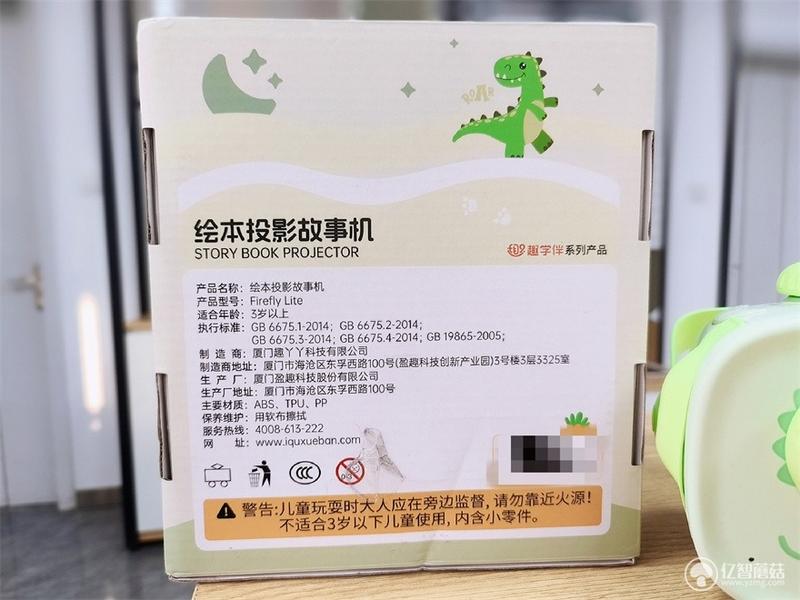 ROAR
绘本投影故事机
STORY BOOK PROJECTOR
趣学伴系列产品
产品名称：绘本投影故事机
产品型号：Firefly Lite
适合年龄：3岁以上
执行标准：GB 6675.1-2014；GB 6675.2-2014；
GB 6675.3-2014；GB 6675.4-2014；GB 19865-2005；
制 造 商：厦门趣丫丫科技有限公司
制造商地址：厦门市海沧区东孚西路100号(盈趣科技创新产业园)3号楼3层3325室
生 产 厂：厦门盈趣科技股份有限公司
生产厂地址：厦门市海沧区东孚西路100号
主要材质：ABS、TPU、PP
保养维护：用软布擦拭
服务热线：4008-613-222
网　　址：www.iquxueban.com
CCC
0-3
警告:儿童玩耍时大人应在旁边监督,请勿靠近火源!
不适合3岁以下儿童使用,内含小零件。
亿智蘑菇
www.yzmg.com